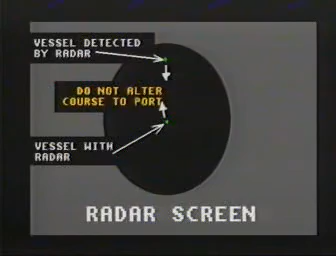 VESSEL DETECTED
BY RADAR
DO NOT ALTER
COURSE TO PORT
VESSEL WITH
RADAR
RADAR SCREEN